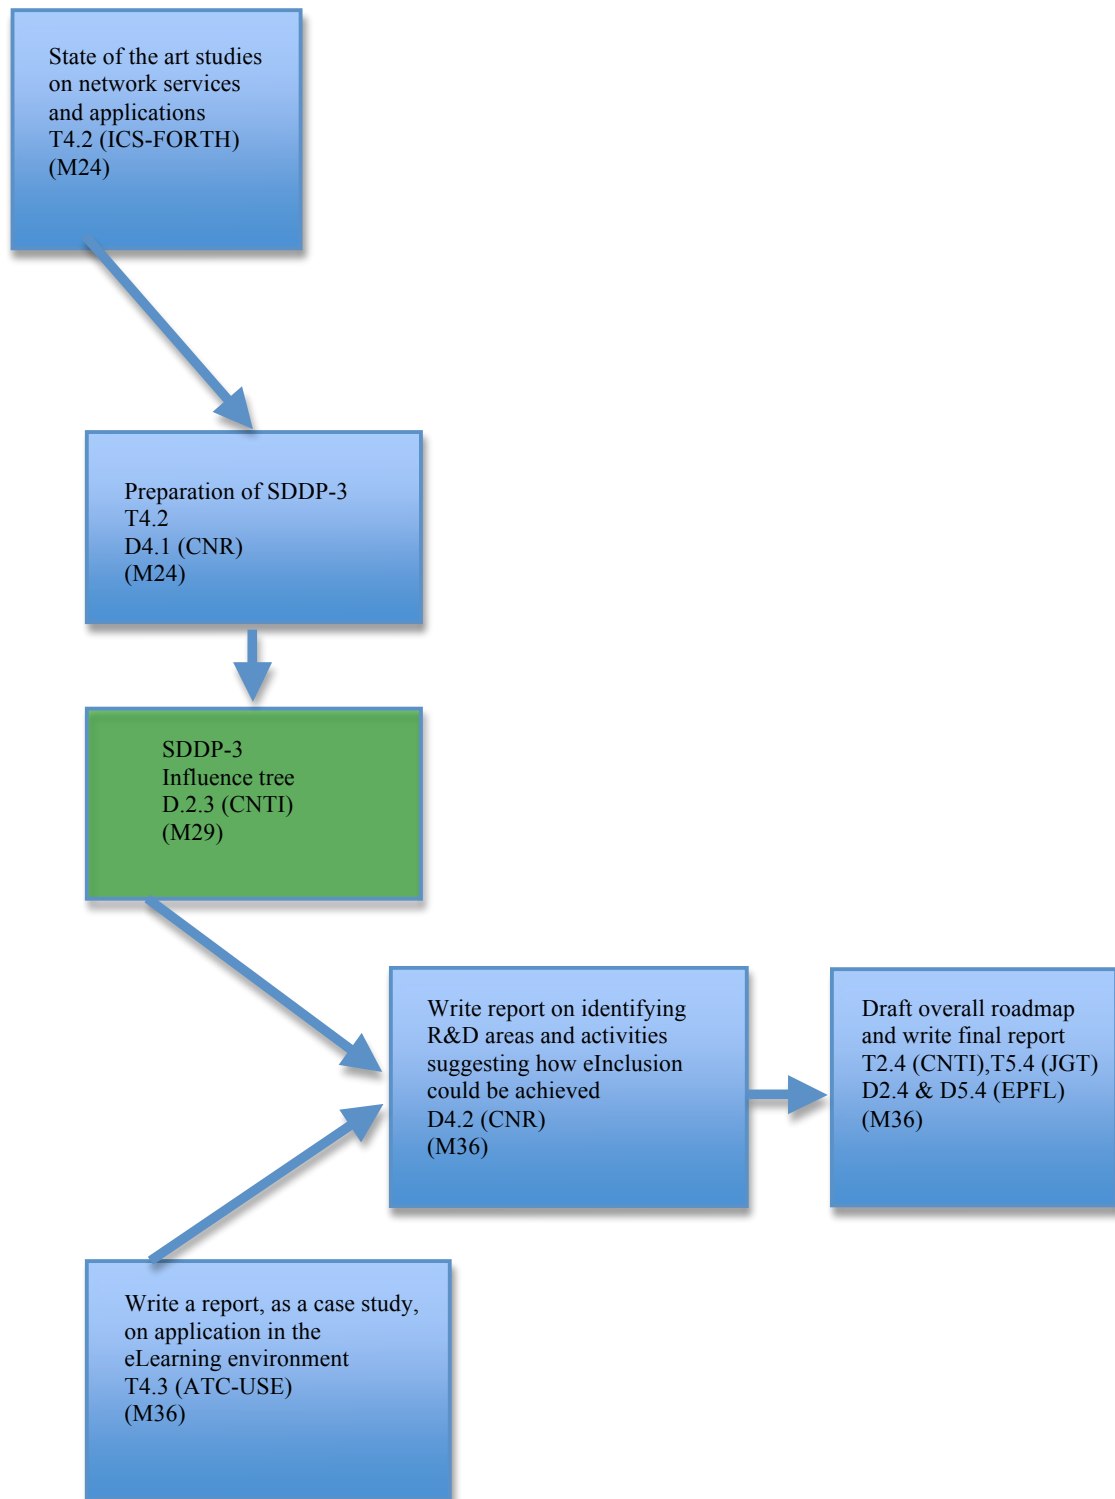 State of the art studies
on network services
and applications
T4.2 (ICS-FORTH)
(M24)
Preparation of SDDP-3
T4.2
D4.1 (CNR)
(M24)
SDDP-3
Influence tree
D.2.3 (CNTI)
(M29)
Write report on identifying
R&D areas and activities
suggesting how eInclusion
could be achieved
D4.2 (CNR)
(M36)
Draft overall roadmap
and write final report
T2.4 (CNTI),T5.4 (JGT)
D2.4 & D5.4 (EPFL)
(M36)
Write a report, as a case study,
on application in the
eLearning environment
T4.3 (ATC-USE)
(M36)